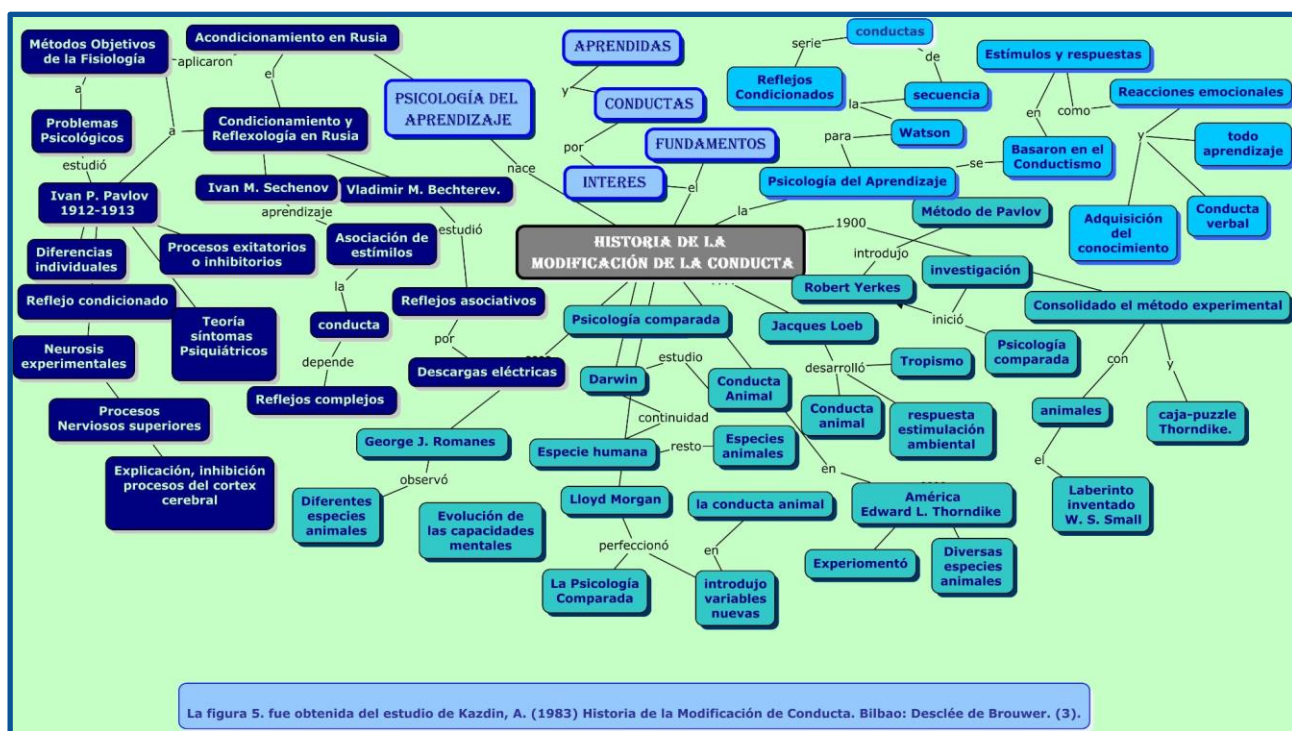 Métodos Objetivos
de la Fisiología
aplicaron
Acondicionamiento en Rusia
el
a
a
Problemas
Psicológicos
estudió
Condicionamiento y
Reflexología en Rusia
Ivan P. Pavlov
1912-1913
Ivan M. Sechenov
Vladimir M. Bechterev.
aprendizaje
estudió
Diferencias
individuales
Procesos exitatorios
o inhibitorios
Asociación de
estímilos
Reflejo condicionado
la
Reflejos asociativos
Neurosis
experimentales
Teoría
síntomas
Psiquiátricos
conducta
por
depende
Descargas eléctricas
Reflejos complejos
Procesos
Nerviosos superiores
Explicación, inhibición
procesos del cortex
cerebral
PSICOLOGÍA DEL
APRENDIZAJE
nace
APRENDIDAS
y
CONDUCTAS
por
FUNDAMENTOS
INTERES
el
HISTORIA DE LA
MODIFICACIÓN DE LA CONDUCTA
serie
conductas
de
Reflejos
Condicionados
secuencia
la
Watson
para
Psicología del Aprendizaje
la
se
Estímulos y respuestas
en
como
Reacciones emocionales
Basaron en el
Conductismo
y
todo
aprendizaje
Adquisición
del
conocimiento
Conducta
verbal
Método de Pavlov
1900
introdujo
investigación
Robert Yerkes
inició
Psicología
comparada
Consolidado el método experimental
con
y
animales
caja-puzzle
Thorndike.
el
Laberinto
inventado
W. S. Small
Psicología comparada
Jacques Loeb
desarrolló
Tropismo
Conducta
animal
respuesta
estimulación
ambiental
Darwin
estudio
Conducta
Animal
continuidad
Especie humana
resto
Especies
animales
George J. Romanes
observó
Diferentes
especies
animales
Evolución de
las capacidades
mentales
Lloyd Morgan
perfeccionó
La Psicología
Comparada
la conducta animal
en
introdujo
variables
nuevas
en
América
Edward L. Thorndike
Experiomentó
Diversas
especies
animales
La figura 5. fue obtenida del estudio de Kazdin, A. (1983) Historia de la Modificación de Conducta. Bilbao: Desclée de Brouwer. (3).